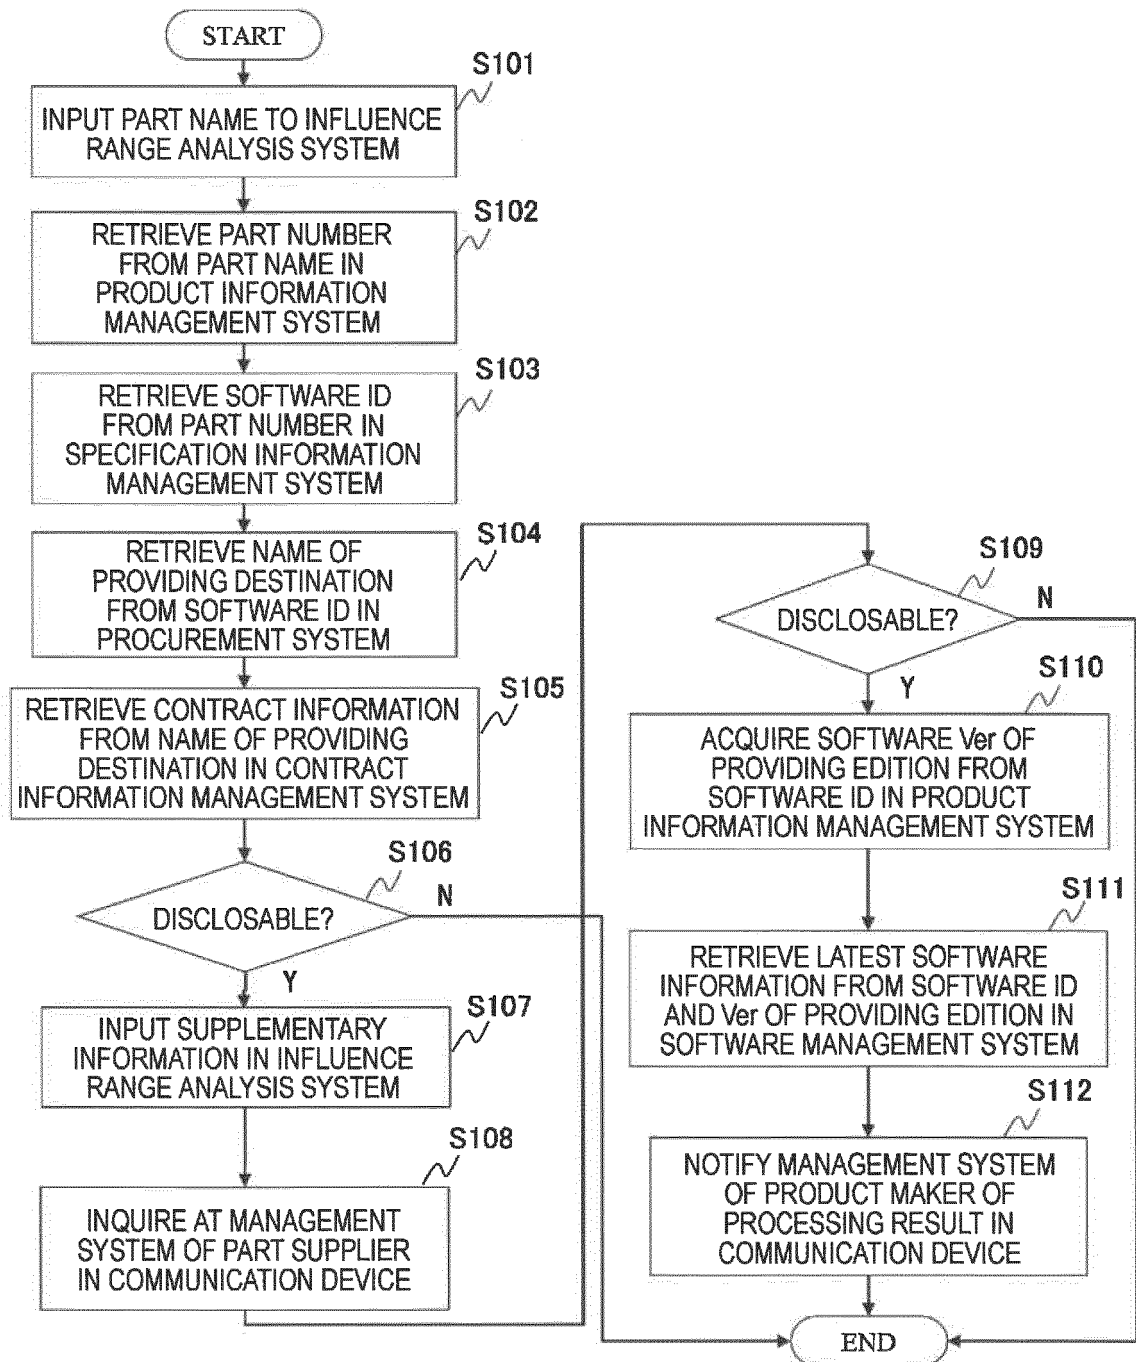 START
S101
INPUT PART NAME TO INFLUENCE
RANGE ANALYSIS SYSTEM
S102
RETRIEVE PART NUMBER
FROM PART NAME IN
PRODUCT INFORMATION
MANAGEMENT SYSTEM
S103
RETRIEVE SOFTWARE ID
FROM PART NUMBER IN
SPECIFICATION INFORMATION
MANAGEMENT SYSTEM
S104
RETRIEVE NAME OF
PROVIDING DESTINATION
FROM SOFTWARE ID IN
PROCUREMENT SYSTEM
S105
RETRIEVE CONTRACT INFORMATION
FROM NAME OF PROVIDING
DESTINATION IN CONTRACT
INFORMATION MANAGEMENT SYSTEM
S106
DISCLOSABLE?
N
Y
S107
INPUT SUPPLEMENTARY
INFORMATION IN INFLUENCE
RANGE ANALYSIS SYSTEM
S108
INQUIRE AT MANAGEMENT
SYSTEM OF PART SUPPLIER
IN COMMUNICATION DEVICE
S109
DISCLOSABLE?
N
Y
S110
ACQUIRE SOFTWARE Ver OF
PROVIDING EDITION FROM
SOFTWARE ID IN PRODUCT
INFORMATION MANAGEMENT SYSTEM
S111
RETRIEVE LATEST SOFTWARE
INFORMATION FROM SOFTWARE ID
AND Ver OF PROVIDING EDITION IN
SOFTWARE MANAGEMENT SYSTEM
S112
NOTIFY MANAGEMENT SYSTEM
OF PRODUCT MAKER OF
PROCESSING RESULT IN
COMMUNICATION DEVICE
END